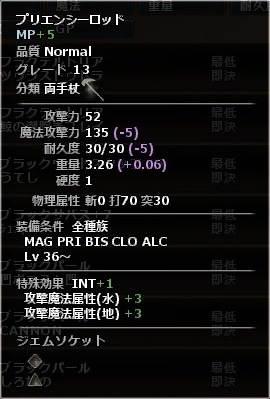 プリエンシーロッド
MP+5
品質 Normal
グレード 13
分類 両手杖
攻撃力 52
魔法攻撃力 135 (-5)
耐久度 30/30 (-5)
重量 3.26 (+0.06)
硬度 1
物理属性 斬0 打70 突30
装備条件 全種族
MAG PRI BIS CLO ALC
Lv 36～
特殊効果 INT+1
攻撃魔法属性(水) +3
攻撃魔法属性(地) +3
ジェムソケット